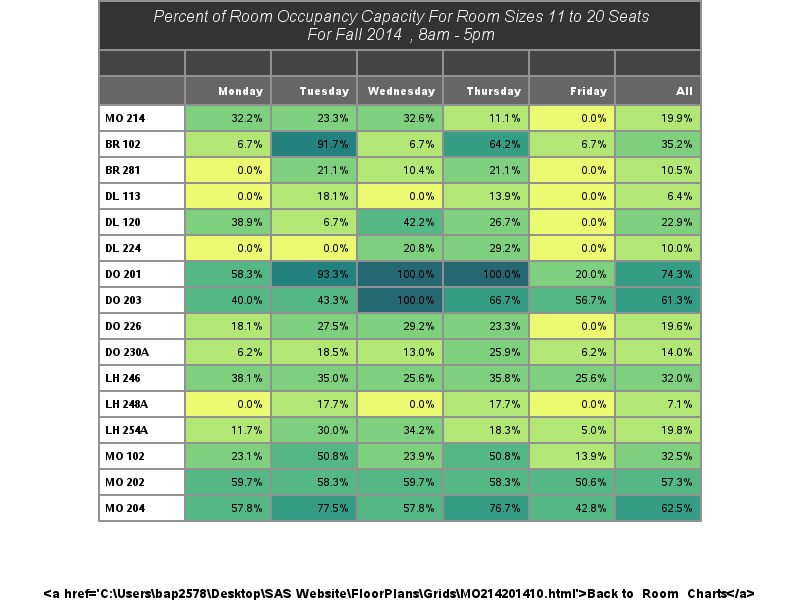 Percent of Room Occupancy Capacity For Room Sizes 11 to 20 Seats
For Fall 2014 , 8am - 5pm
Monday Tuesday Wednesday Thursday Friday All
MO 214 32.2% 23.3% 32.6% 11.1% 0.0% 19.9%
BR 102 6.7% 91.7% 6.7% 64.2% 6.7% 35.2%
BR 281 0.0% 21.1% 10.4% 21.1% 0.0% 10.5%
DL 113 0.0% 18.1% 0.0% 13.9% 0.0% 6.4%
DL 120 38.9% 6.7% 42.2% 26.7% 0.0% 22.9%
DL 224 0.0% 0.0% 20.8% 29.2% 0.0% 10.0%
DO 201 58.3% 93.3% 100.0% 100.0% 20.0% 74.3%
DO 203 40.0% 43.3% 100.0% 66.7% 56.7% 61.3%
DO 226 18.1% 27.5% 29.2% 23.3% 0.0% 19.6%
DO 230A 6.2% 18.5% 13.0% 25.9% 6.2% 14.0%
LH 246 38.1% 35.0% 25.6% 35.8% 25.6% 32.0%
LH 248A 0.0% 17.7% 0.0% 17.7% 0.0% 7.1%
LH 254A 11.7% 30.0% 34.2% 18.3% 5.0% 19.8%
MO 102 23.1% 50.8% 23.9% 50.8% 13.9% 32.5%
MO 202 59.7% 58.3% 59.7% 58.3% 50.6% 57.3%
MO 204 57.8% 77.5% 57.8% 76.7% 42.8% 62.5%
<a href='C:\Users\bap2578\Desktop\SAS Website\FloorPlans\Grids\MO214201410.html'>Back to Room Charts</a>